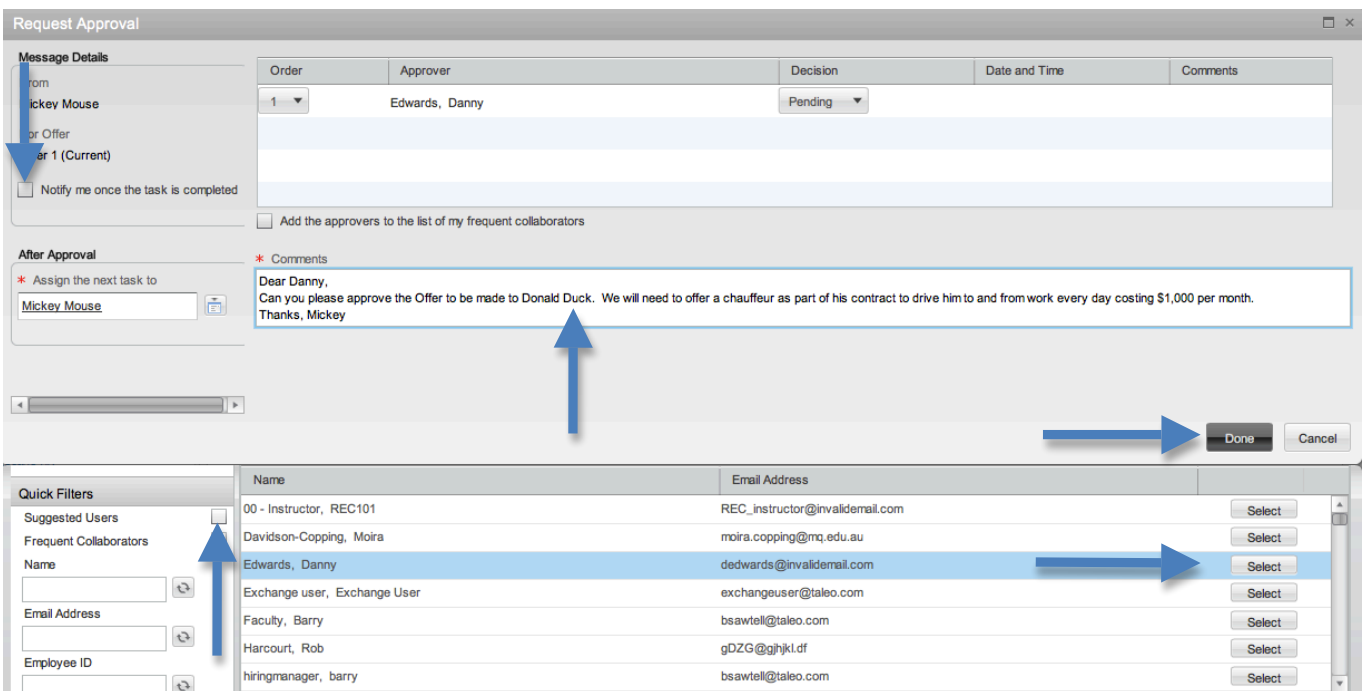 Request Approval
Message Details
Order Approver Decision Date and Time Comments
1 Edwards, Danny Pending
Mouse
Offer
1 (Current)
Notify me once the task is completed
Add the approvers to the list of my frequent collaborators
After Approval
* Assign the next task to
Mickey Mouse
* Comments
Dear Danny,
Can you please approve the Offer to be made to Donald Duck. We will need to offer a chauffeur as part of his contract to drive him to and from work every day costing $1,000 per month.
Thanks, Mickey
Done Cancel
Quick Filters
Suggested Users
Frequent Collaborators
Name
Email Address
Employee ID
Name Email Address
00 - Instructor, REC101 REC_instructor@invalidemail.com Select
Davidson-Copping, Moira moira.copping@mq.edu.au Select
Edwards, Danny dedwards@invalidemail.com Select
Exchange user, Exchange User exchangeuser@taleo.com Select
Faculty, Barry bsawtell@taleo.com Select
Harcourt, Rob gDZG@gjhjkl.df Select
hiringmanager, barry bsawtell@taleo.com Select